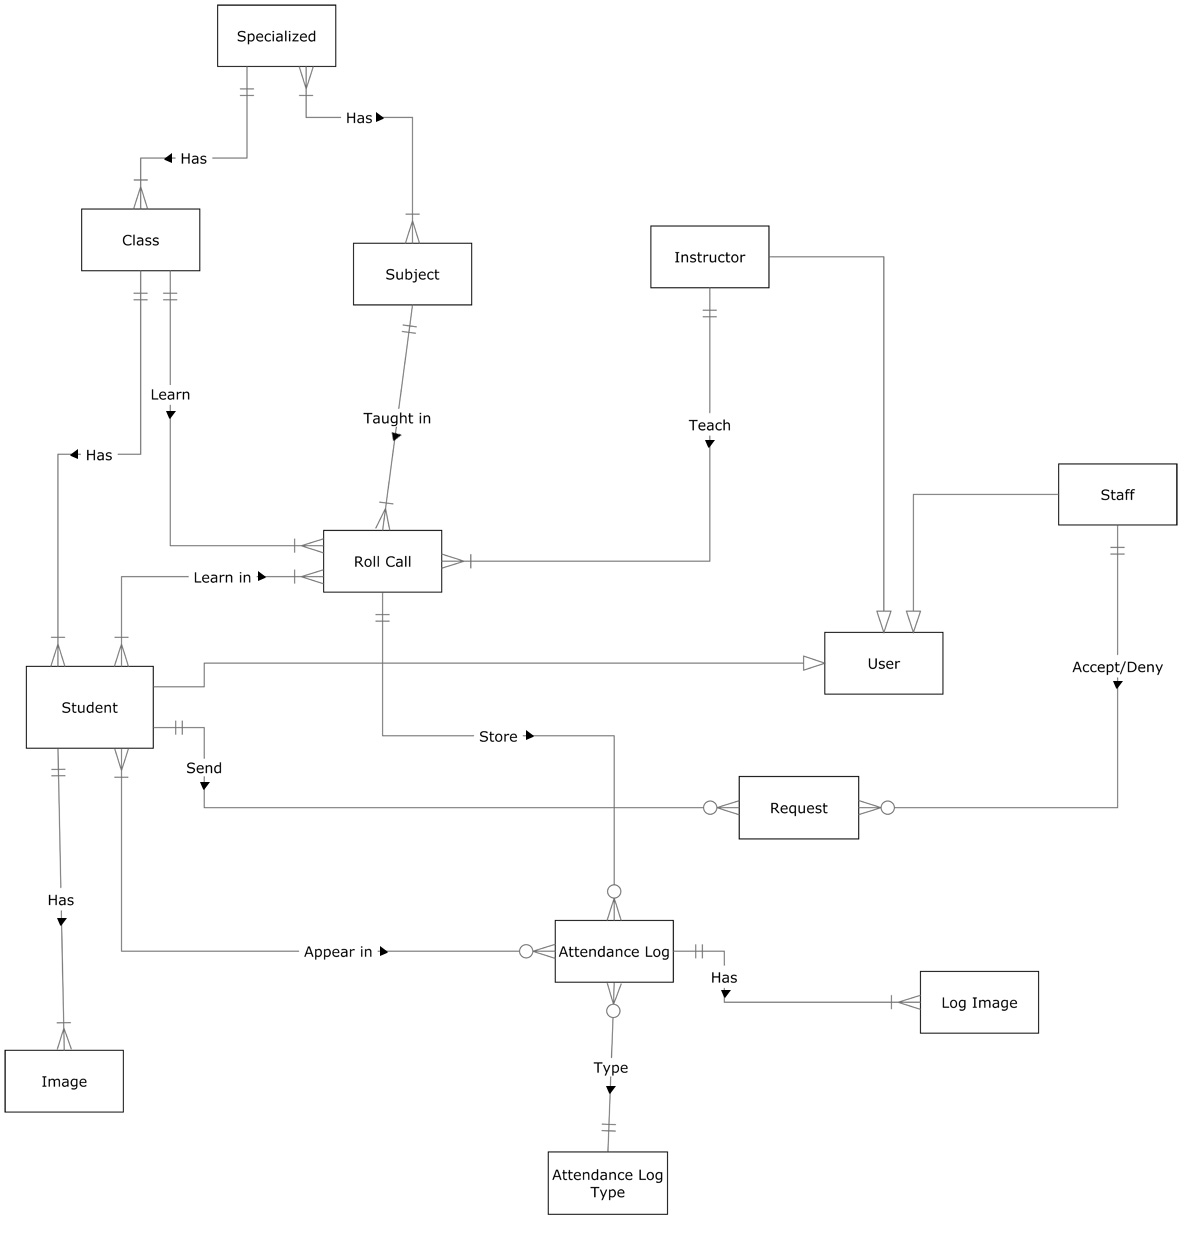 Specialized
Has
Has
Class
Subject
Instructor
Learn
Taught in
Teach
Has
Staff
Roll Call
Learn in
User
Accept/Deny
Student
Store
Send
Request
Has
Appear in
Attendance Log
Has
Log Image
Type
Image
Attendance Log
Type